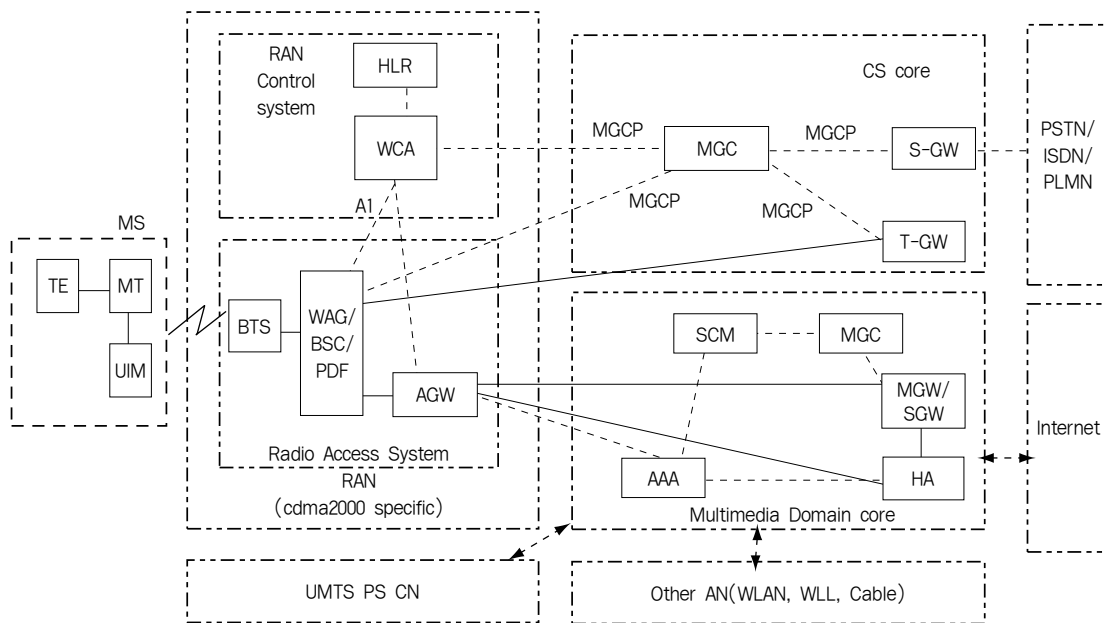 RAN
Control
system
HLR
WCA
A1
MGCP
CS core
MGC
MGCP
S-GW
MGCP
MGCP
T-GW
PSTN/
ISDN/
PLMN
MS
TE
MT
UIM
BTS
WAG/
BSC/
PDF
AGW
Radio Access System
RAN
(cdma2000 specific)
SCM
MGC
MGW/
SGW
AAA
HA
Multimedia Domain core
Internet
UMTS PS CN
Other AN(WLAN, WLL, Cable)